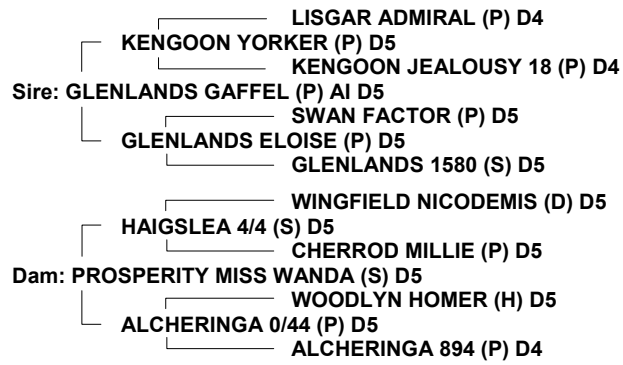 LISGAR ADMIRAL (P) D4
KENGOON YORKER (P) D5
KENGOON JEALOUSY 18 (P) D4
Sire: GLENLANDS GAFFEL (P) AI D5
SWAN FACTOR (P) D5
GLENLANDS ELOISE (P) D5
GLENLANDS 1580 (S) D5
WINGFIELD NICODEMIS (D) D5
HAIGSLEA 4/4 (S) D5
CHERROD MILLIE (P) D5
Dam: PROSPERITY MISS WANDA (S) D5
WOODLYN HOMER (H) D5
ALCHERINGA 0/44 (P) D5
ALCHERINGA 894 (P) D4